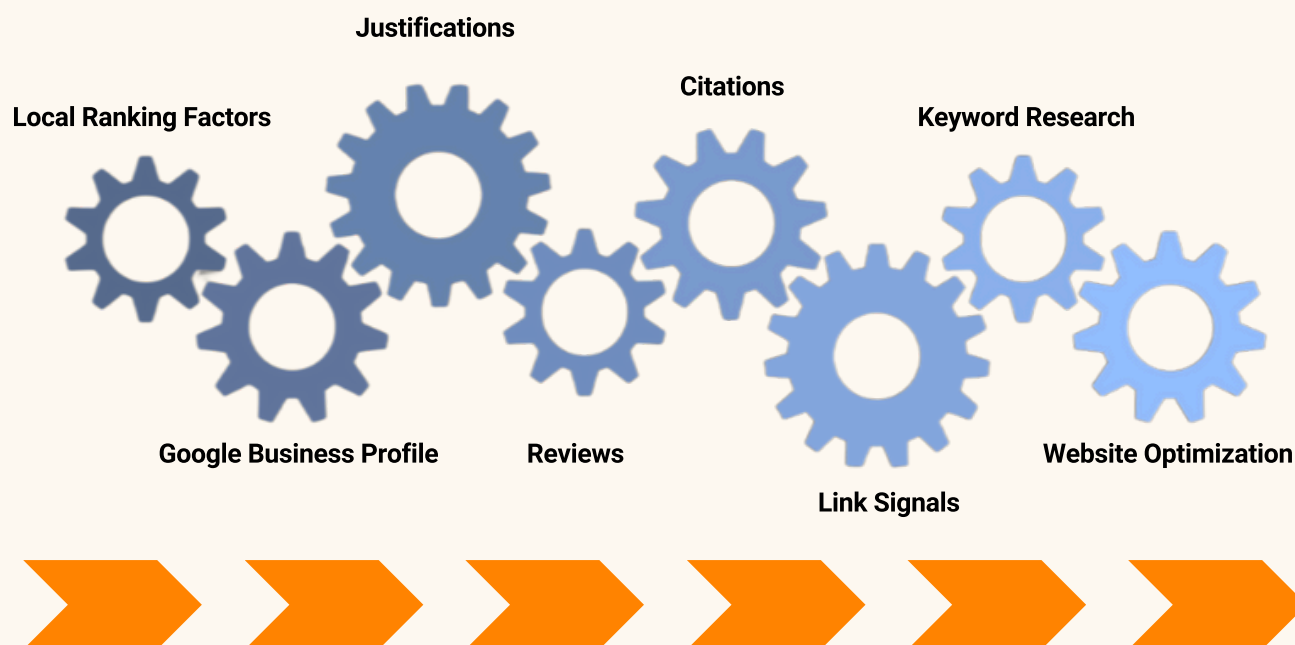 Justifications
Citations
Local Ranking Factors
Keyword Research
Google Business Profile
Reviews
Website Optimization
Link Signals